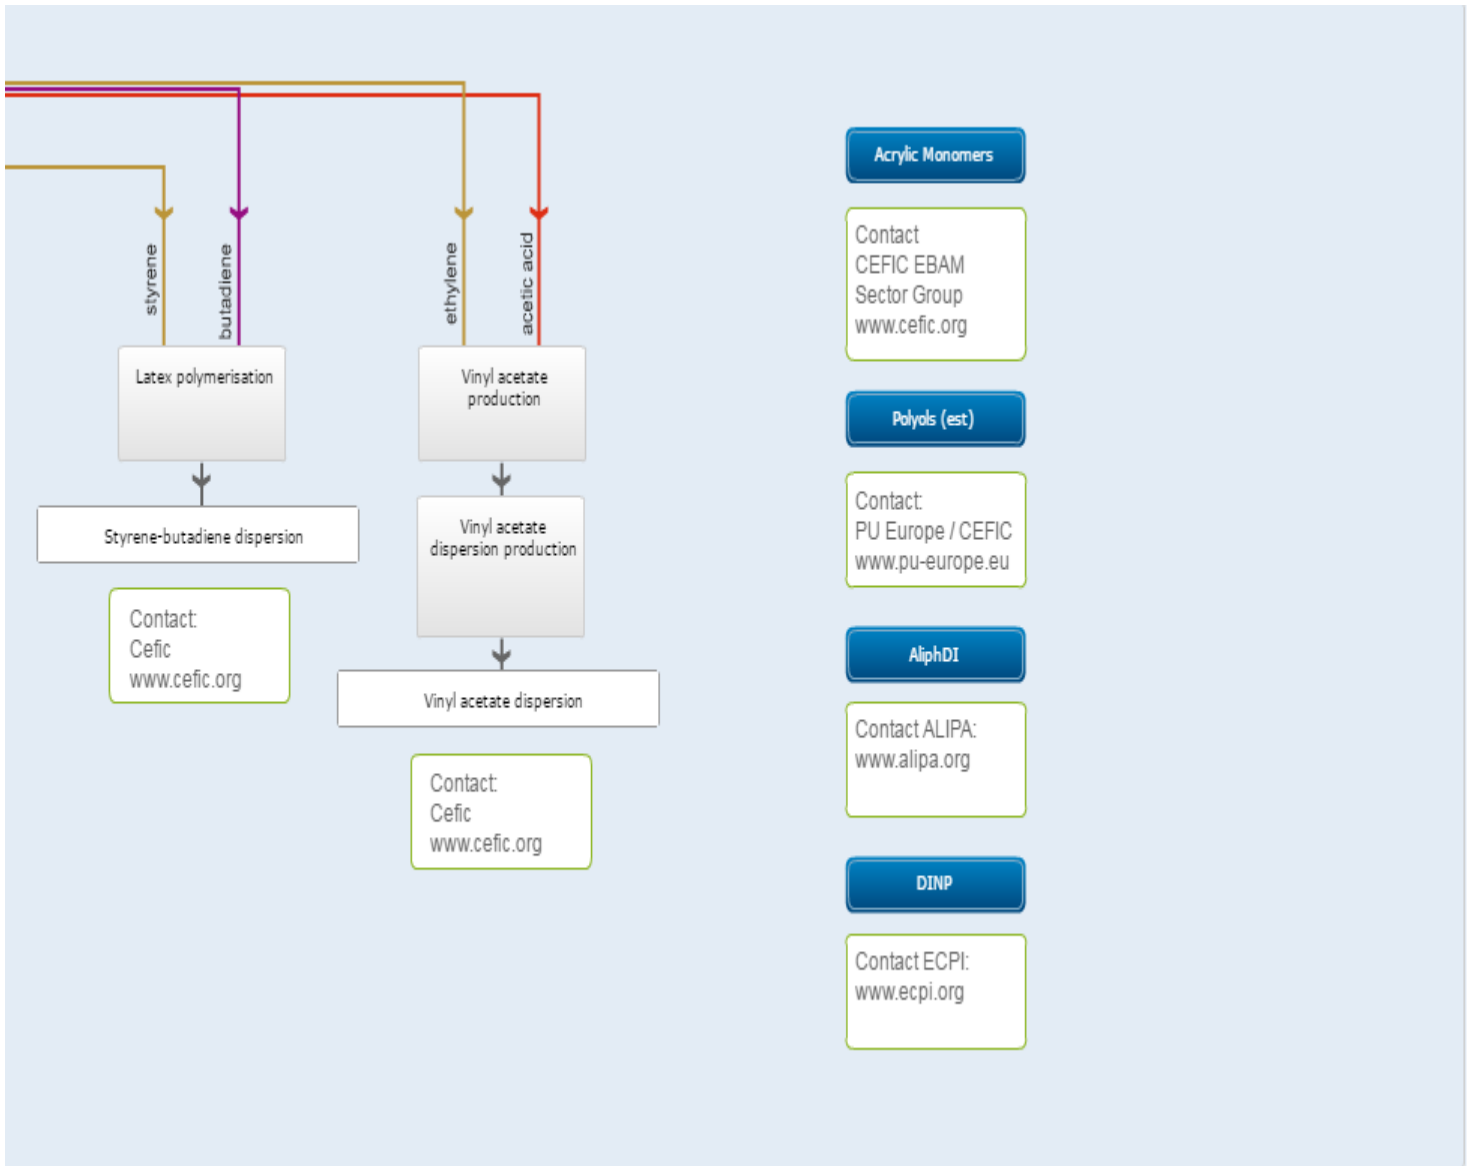 styrene
butadiene
ethylene
acetic acid
Latex polymerisation
Styrene-butadiene dispersion
Contact:
Cefic
www.cefic.org
Vinyl acetate
production
Vinyl acetate
dispersion production
Vinyl acetate dispersion
Contact:
Cefic
www.cefic.org
Acrylic Monomers
Contact
CEFIC EBAM
Sector Group
www.cefic.org
Polyols (est)
Contact:
PU Europe / CEFIC
www.pu-europe.eu
AliphDI
Contact ALIPA:
www.alipa.org
DINP
Contact ECPI:
www.ecpi.org